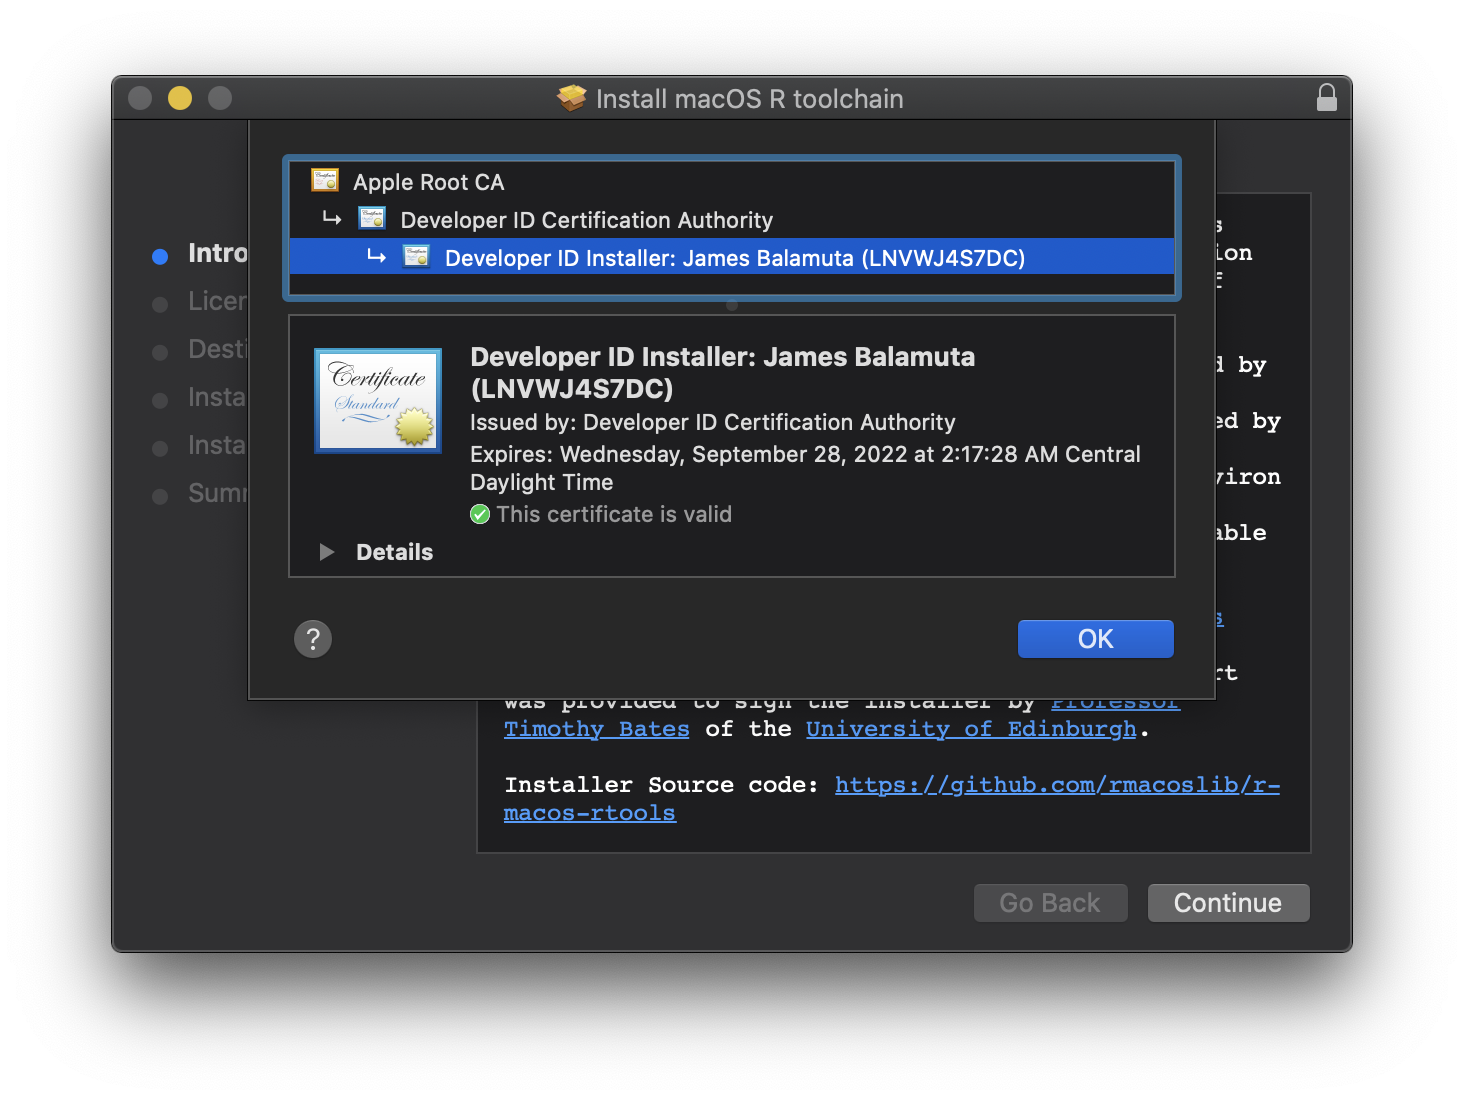 Install macOS R toolchain
Apple Root CA
Developer ID Certification Authority
Developer ID Installer: James Balamuta (LNVWJ4S7DC)
Certificate
Standard
Developer ID Installer: James Balamuta
(LNVWJ4S7DC)
Issued by: Developer ID Certification Authority
Expires: Wednesday, September 28, 2022 at 2:17:28 AM Central
Daylight Time
This certificate is valid
Details
?
OK
Intro
Licen
Desti
Insta
Insta
Sum
s
ion
f
d by
ed by
viron
able
s
rt
was provided to sign the installer by Professor
Timothy Bates of the University of Edinburgh.
Installer Source code: https://github.com/rmacoslib/r-
macos-rtools
Go Back
Continue